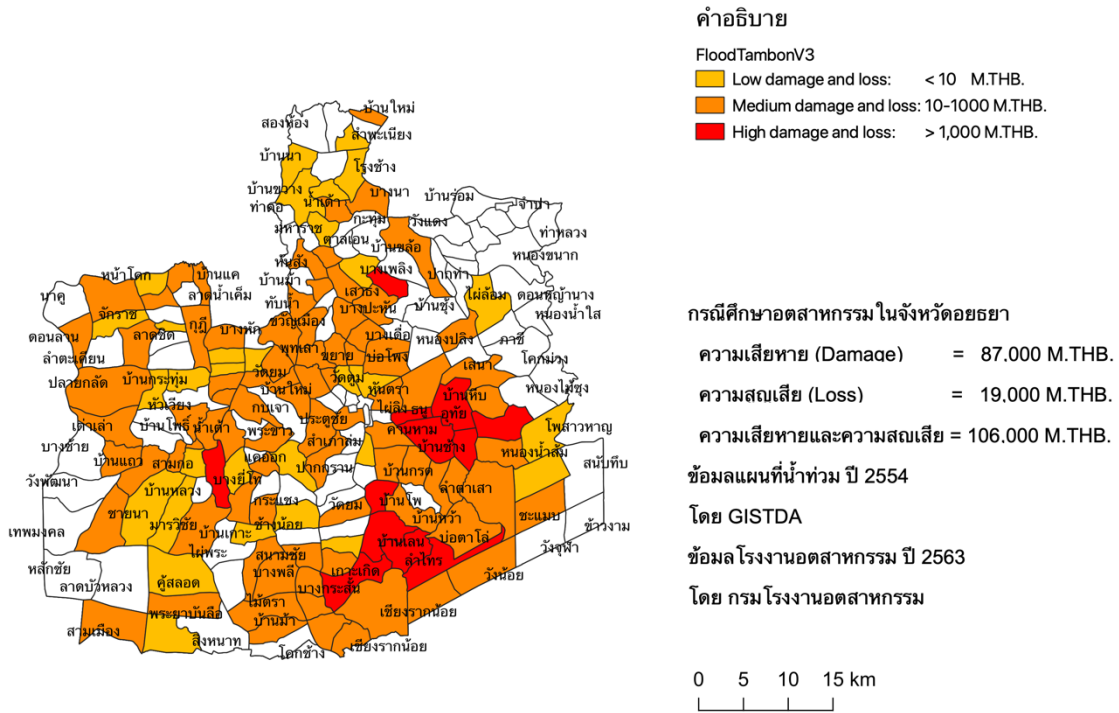 คำอธิบาย
FloodTambonV3
Low damage and loss: < 10 M.THB.
Medium damage and loss: 10-1000 M.THB.
High damage and loss: > 1,000 M.THB.
บ้านใหม่
สองห้อง
ลำพะเนียง
บ้านนา
โรงช้าง
บ้านขวาง
น้ำเต้า
บางนา
บ้านร่อม
จำปา
ท่าตอ
กะทุ่ม
วังแดง
ท่าหลวง
มหาราช
ตาลเอน
บ้านขล้อ
หนองขนาก
หันสัง
บางเพลิง
ปากท่า
หน้าโคก
บ้านแค
บ้านม้า
เสาธง
ไผ่ล้อม
ดอนหญ้านาง
นาคู
ลาดน้ำเค็ม
ทับน้ำ
บางปะหัน
บ้านชุ้ง
หนองน้ำใส
จักราช
กุฎี
ขวัญเมือง
ดอนลาน
ลาดชิด
บางหัก
บางเดื่อ
หนองปลิง
ภาชี
ลำตะเคียน
พุทเลา
ขยาย
บ่อโพง
เสนา
โคกม่วง
ปลายกลัด
บ้านกระทุ่ม
วัดยม
วัดตูม
หันตรา
บ้านหีบ
หนองไม้ซุง
หัวเวียง
บ้านใหม่
ไผ่ลิง
ธนู
อุทัย
เต่าเล่า
บ้านโพธิ์
น้ำเต้า
กบเจา
ประตูชัย
คานหาม
โพสาวหาญ
บางซ้าย
พระขาว
สำเภาล่ม
บ้านช้าง
หนองน้ำส้ม
บ้านแถว
สามกอ
บางยี่โท
แคออก
ปากกราน
บ้านกรด
สนับทึบ
วังพัฒนา
บ้านหลวง
กระแชง
วัดยม
บ้านโพ
ลำตาเสา
ชายนา
มารวิชัย
ช้างน้อย
บ้านหว้า
ชะแมบ
เทพมงคล
บ้านเกาะ
บ้านเลน
บ่อตาโล่
ข้าวงาม
ไผ่พระ
สนามชัย
ลำไทร
วังจุฬา
หลักชัย
คู้สลอด
บางพลี
เกาะเกิด
วังน้อย
ลาดบัวหลวง
บางกระสั้น
พระยาบันลือ
ไม้ตรา
เชียงรากน้อย
สามเมือง
บ้านม้า
สิงหนาท
เชียงรากน้อย
โคกช้าง
กรณีศึกษาอุตสาหกรรมในจังหวัดอยุธยา
ความเสียหาย (Damage) = 87.000 M.THB.
ความสูญเสีย (Loss) = 19,000 M.THB.
ความเสียหายและความสูญเสีย = 106.000 M.THB.
ข้อมูลแผนที่น้ำท่วม ปี 2554
โดย GISTDA
ข้อมูลโรงงานอุตสาหกรรม ปี 2563
โดย กรมโรงงานอุตสาหกรรม
0 5 10 15 km